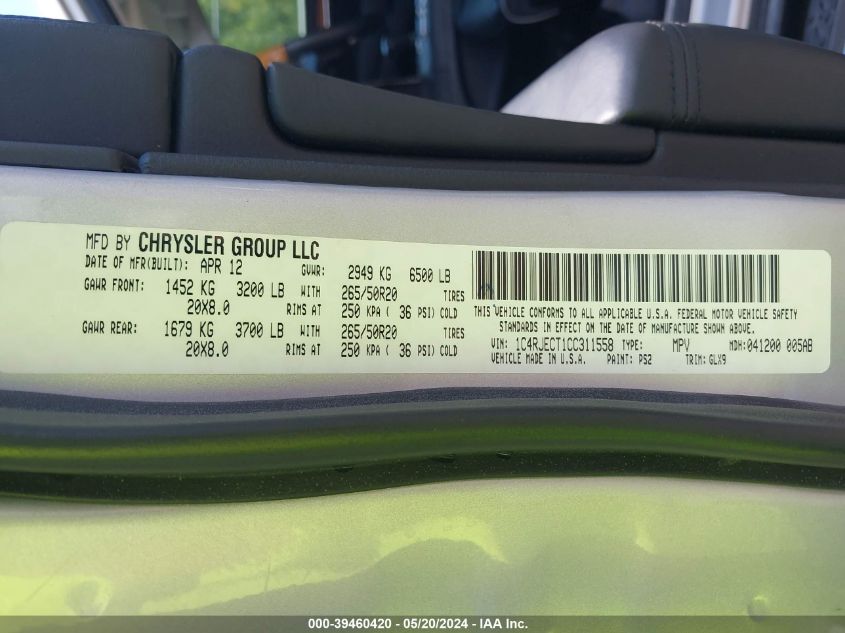 MFD BY CHRYSLER GROUP LLC
DATE OF MFR(BUILT): APR 12 GVWR: 2949 KG 6500 LB
GAWR FRONT: 1452 KG 3200 LB WITH 265/50R20 TIRES
20X8.0 RIMS AT 250 KPA ( 36 PSI) COLD
GAWR REAR: 1679 KG 3700 LB WITH 265/50R20 TIRES
20X8.0 RIMS AT 250 KPA ( 36 PSI) COLD
THIS VEHICLE CONFORMS TO ALL APPLICABLE U.S.A. FEDERAL MOTOR VEHICLE SAFETY
STANDARDS IN EFFECT ON THE DATE OF MANUFACTURE SHOWN ABOVE.
VIN: 1C4RJECT1CC311558 TYPE: MPV MDH:041200 005AB
VEHICLE MADE IN U.S.A. PAINT: PS2 TRIM: GLX9
000-39460420 - 05/20/2024 - IAA Inc.